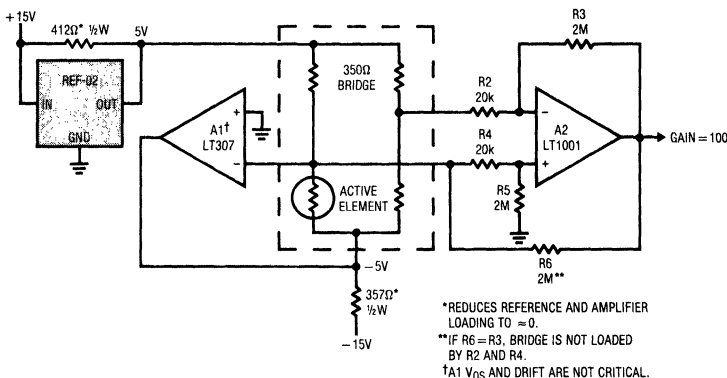 +15V
412Ω* ½W
5V
REF-02
IN OUT
GND
A1†
LT307
+
−
350Ω
BRIDGE
ACTIVE
ELEMENT
−5V
357Ω*
½W
−15V
R2
20k
R4
20k
R3
2M
−
+
A2
LT1001
GAIN = 100
R5
2M
R6
2M**
*REDUCES REFERENCE AND AMPLIFIER
LOADING TO ≈0.
**IF R6 = R3, BRIDGE IS NOT LOADED
BY R2 AND R4.
†A1 VOS AND DRIFT ARE NOT CRITICAL.